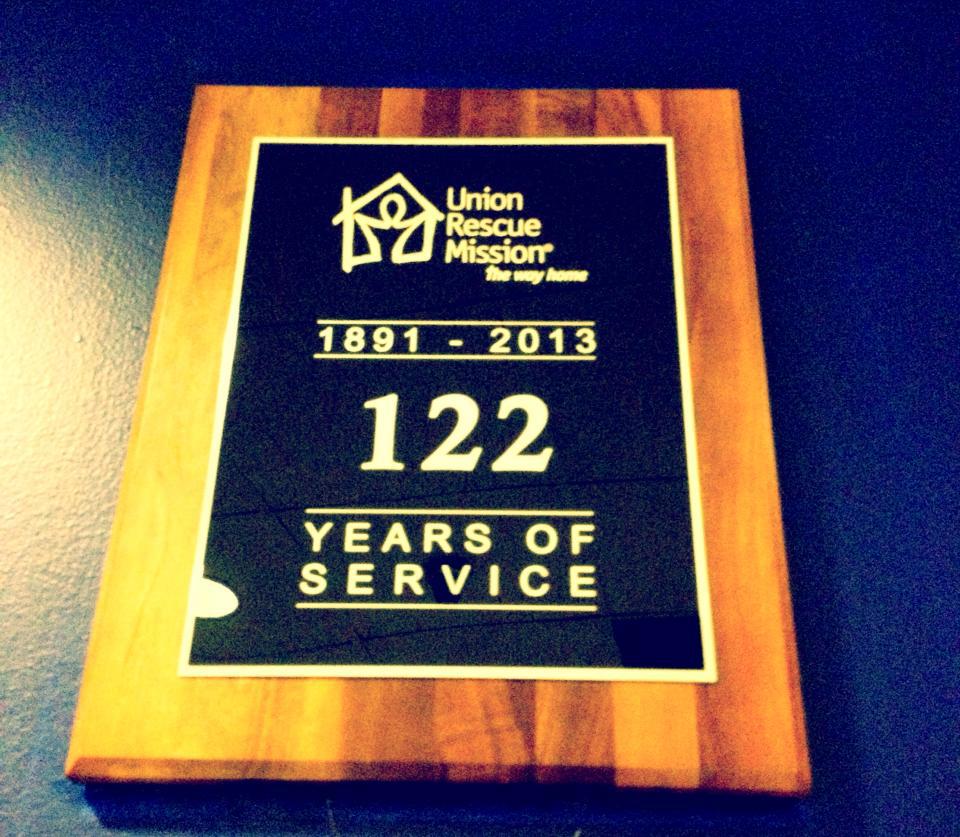 Union
Rescue
Mission®
the way home
1891 - 2013
122
YEARS OF
SERVICE